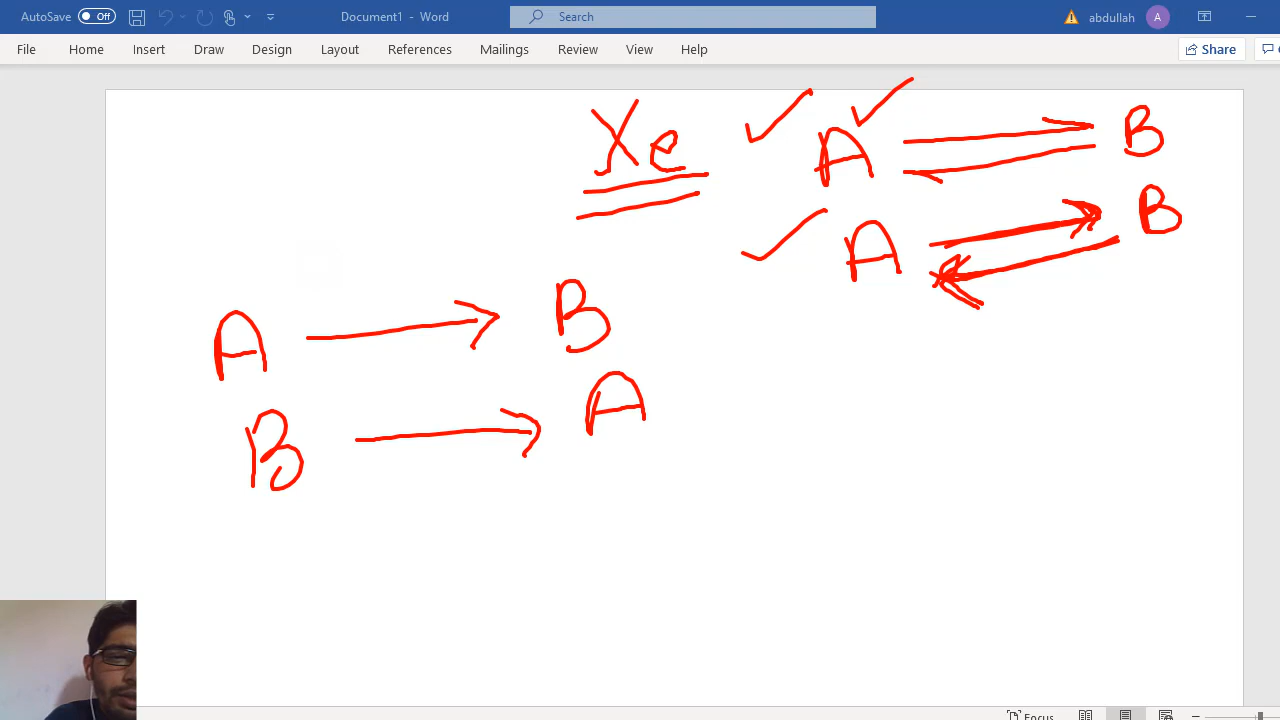 AutoSave Off Document1 - Word Search abdullah A
File Home Insert Draw Design Layout References Mailings Review View Help Share
Xe A ⇌ B
A ⇌ B
A → B
B → A
Focus